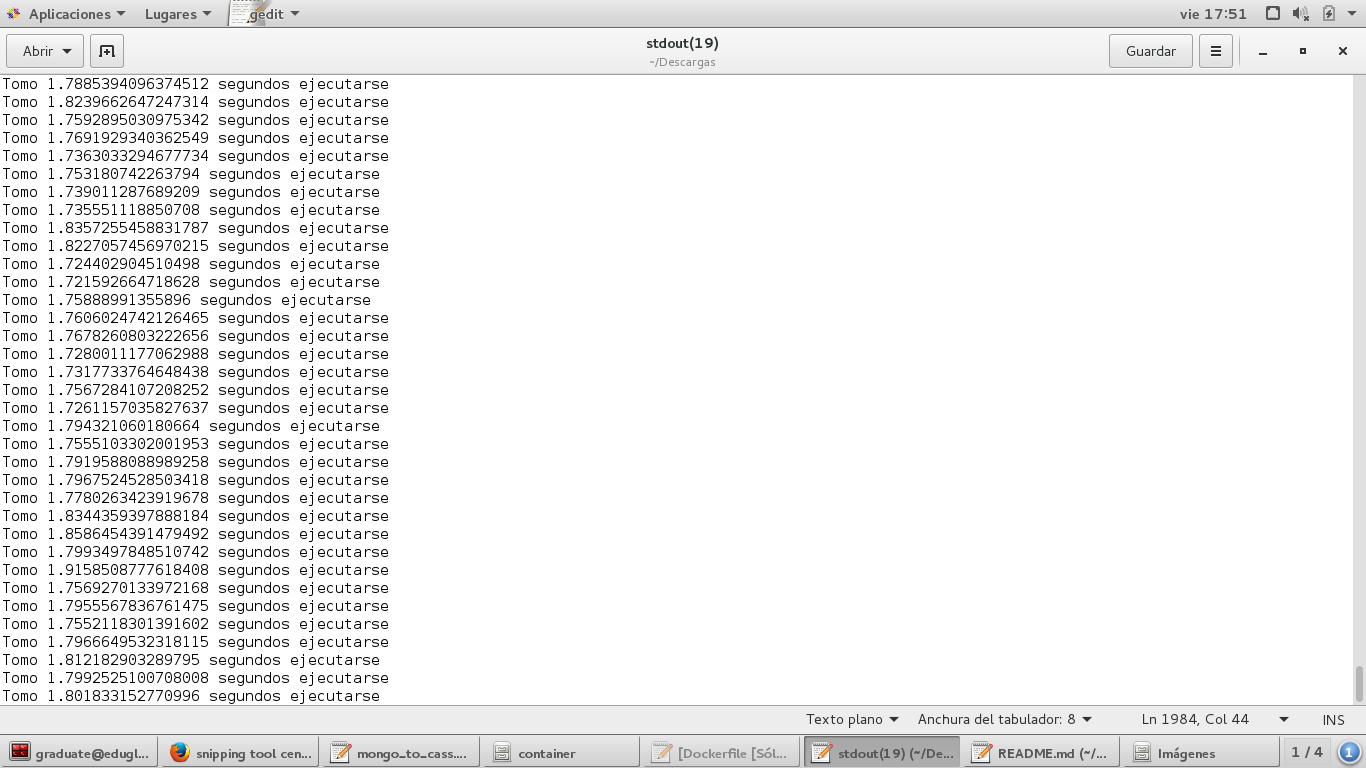 Aplicaciones Lugares gedit vie 17:51
Abrir stdout(19) Guardar
~/Descargas
Tomo 1.7885394096374512 segundos ejecutarse
Tomo 1.8239662647247314 segundos ejecutarse
Tomo 1.7592895030975342 segundos ejecutarse
Tomo 1.7691929340362549 segundos ejecutarse
Tomo 1.7363033294677734 segundos ejecutarse
Tomo 1.753180742263794 segundos ejecutarse
Tomo 1.739011287689209 segundos ejecutarse
Tomo 1.735551118850708 segundos ejecutarse
Tomo 1.8357255458831787 segundos ejecutarse
Tomo 1.8227057456970215 segundos ejecutarse
Tomo 1.724402904510498 segundos ejecutarse
Tomo 1.721592664718628 segundos ejecutarse
Tomo 1.75888991355896 segundos ejecutarse
Tomo 1.7606024742126465 segundos ejecutarse
Tomo 1.7678260803222656 segundos ejecutarse
Tomo 1.7280011177062988 segundos ejecutarse
Tomo 1.7317733764648438 segundos ejecutarse
Tomo 1.7567284107208252 segundos ejecutarse
Tomo 1.7261157035827637 segundos ejecutarse
Tomo 1.794321060180664 segundos ejecutarse
Tomo 1.7555103302001953 segundos ejecutarse
Tomo 1.7919588088989258 segundos ejecutarse
Tomo 1.7967524528503418 segundos ejecutarse
Tomo 1.7780263423919678 segundos ejecutarse
Tomo 1.8344359397888184 segundos ejecutarse
Tomo 1.8586454391479492 segundos ejecutarse
Tomo 1.7993497848510742 segundos ejecutarse
Tomo 1.9158508777618408 segundos ejecutarse
Tomo 1.7569270133972168 segundos ejecutarse
Tomo 1.7955567836761475 segundos ejecutarse
Tomo 1.7552118301391602 segundos ejecutarse
Tomo 1.7966649532318115 segundos ejecutarse
Tomo 1.812182903289795 segundos ejecutarse
Tomo 1.7992525100708008 segundos ejecutarse
Tomo 1.801833152770996 segundos ejecutarse
Texto plano Anchura del tabulador: 8 Ln 1984, Col 44 INS
graduate@edugl... snipping tool cen... mongo_to_cass.... container [Dockerfile [Sól... stdout(19) (~/De... README.md (~/... Imágenes 1 / 4 1